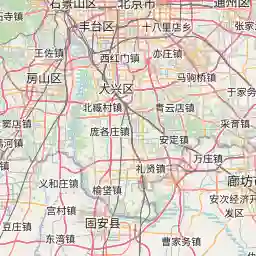 石景山区
北京市
通州区
石寺镇
丰台区
十八里店乡
张家
王佐镇
西红门镇
亦庄镇
房山区
马驹桥镇
大兴区
于家务
北臧村镇
青云店镇
窦店镇
庞各庄镇
采育镇
河镇
安定镇
礼贤镇
万庄镇
义和庄镇
榆垡镇
廊坊市
宫村镇
安次经济开
发区
豆庄镇
固安县
东湾镇
曹家务镇